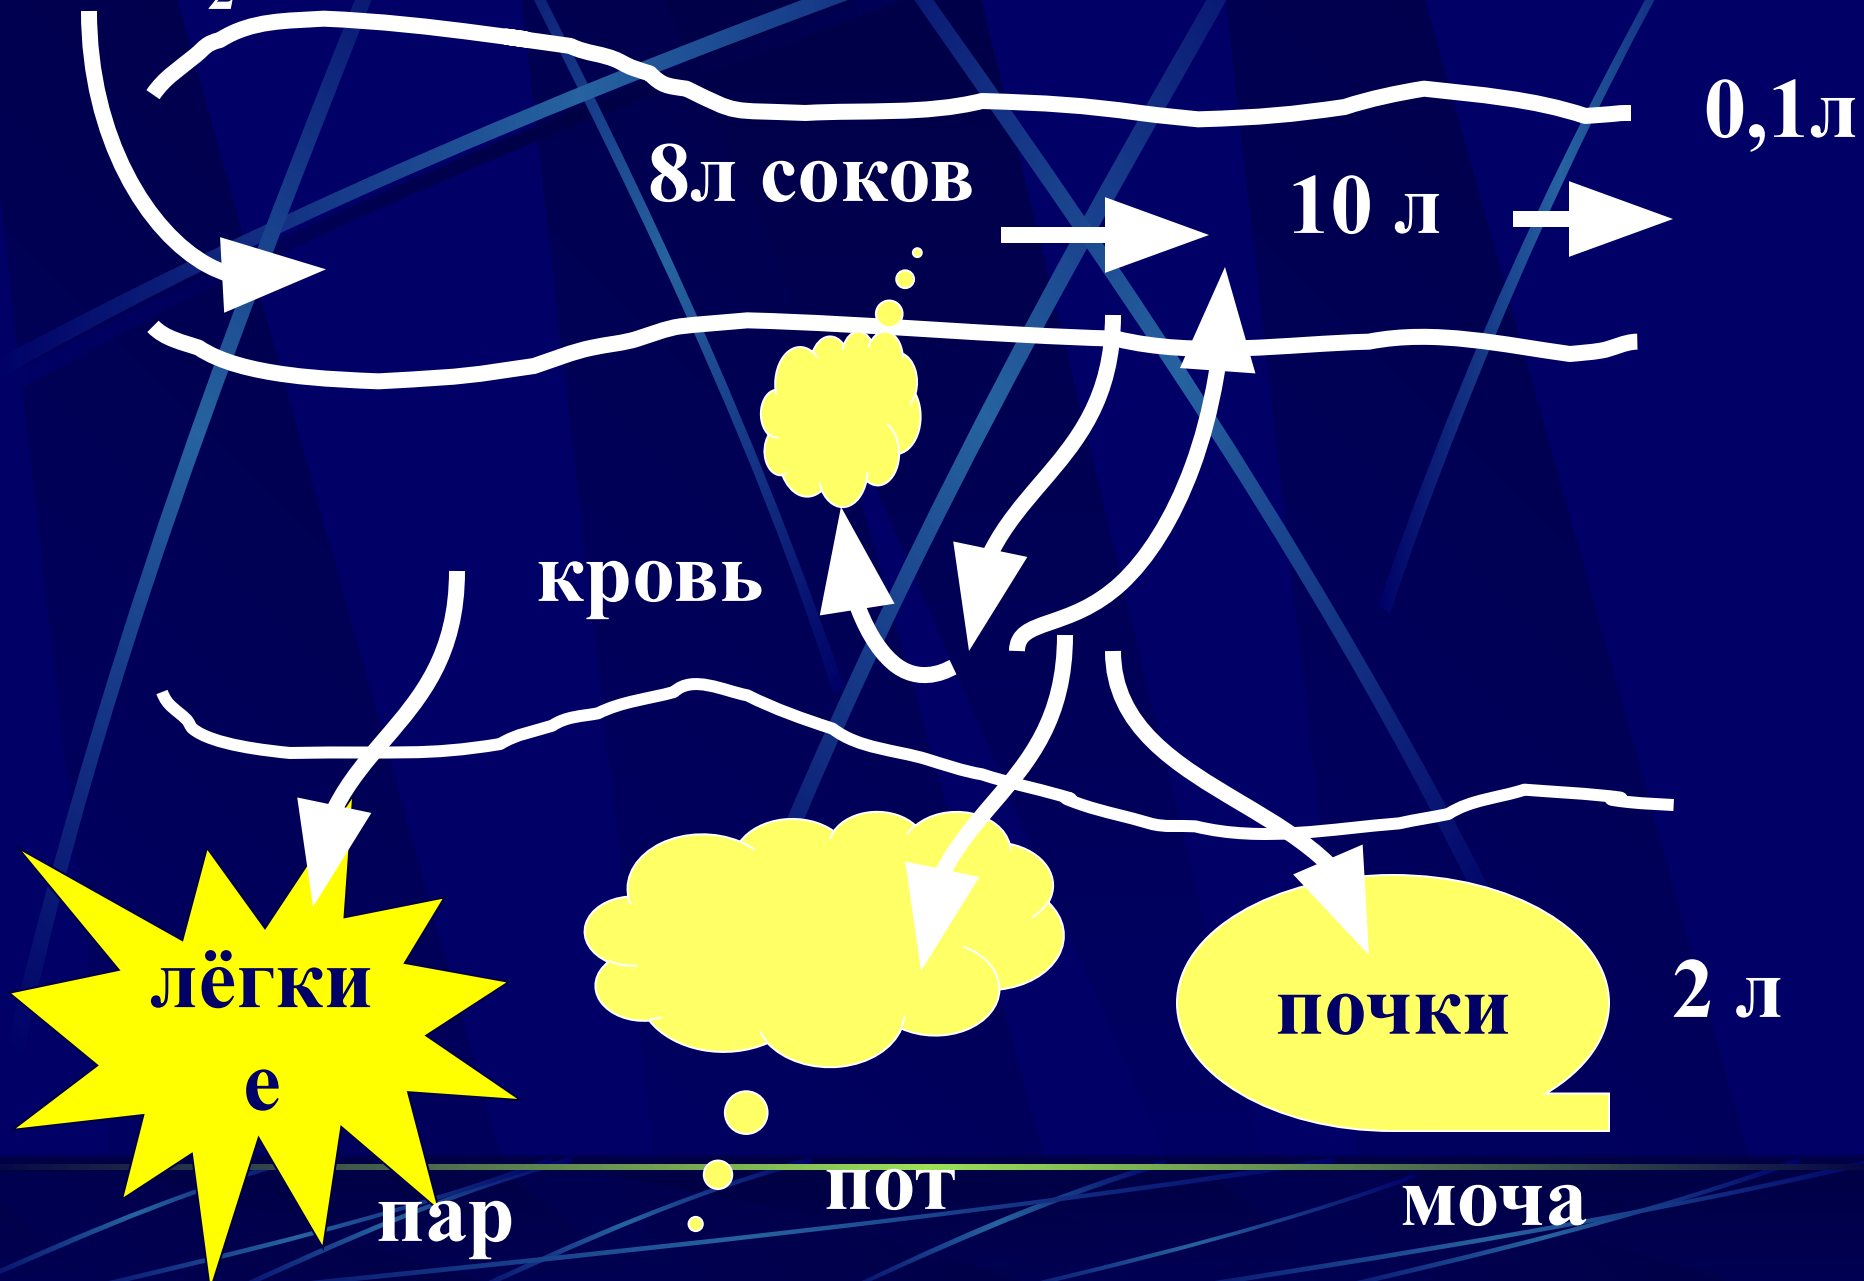 0,1л
8л соков
10 л
кровь
лёгки
е
почки
2 л
пот
пар
моча